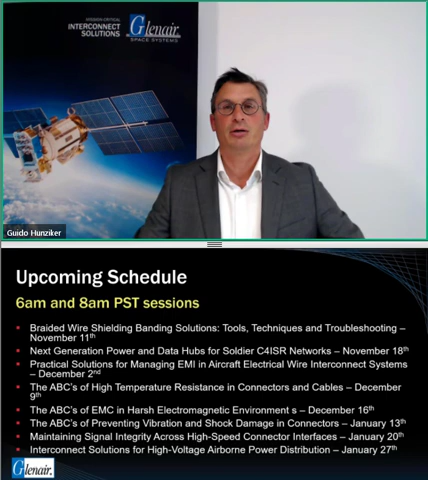 MISSION-CRITICAL
INTERCONNECT
SOLUTIONS
Glenair.
SPACE SYSTEMS
Guido Hunziker
Upcoming Schedule
6am and 8am PST sessions
▪ Braided Wire Shielding Banding Solutions: Tools, Techniques and Troubleshooting –
November 11th
▪ Next Generation Power and Data Hubs for Soldier C4ISR Networks – November 18th
▪ Practical Solutions for Managing EMI in Aircraft Electrical Wire Interconnect Systems
– December 2nd
▪ The ABC's of High Temperature Resistance in Connectors and Cables – December
9th
▪ The ABC's of EMC in Harsh Electromagnetic Environment s – December 16th
▪ The ABC's of Preventing Vibration and Shock Damage in Connectors – January 13th
▪ Maintaining Signal Integrity Across High-Speed Connector Interfaces – January 20th
▪ Interconnect Solutions for High-Voltage Airborne Power Distribution – January 27th
Glenair.